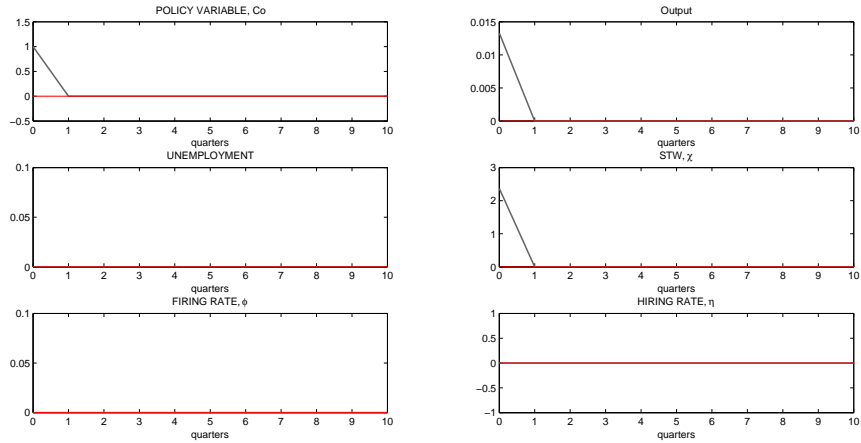 POLICY VARIABLE, Co
1.5
1
0.5
0
−0.5
0 1 2 3 4 5 6 7 8 9 10
quarters
Output
0.015
0.01
0.005
0
0 1 2 3 4 5 6 7 8 9 10
quarters
UNEMPLOYMENT
0.1
0.05
0
0 1 2 3 4 5 6 7 8 9 10
quarters
STW, χ
3
2
1
0
0 1 2 3 4 5 6 7 8 9 10
quarters
FIRING RATE, ϕ
0.1
0.05
0
0 1 2 3 4 5 6 7 8 9 10
quarters
HIRING RATE, η
1
0.5
0
−0.5
−1
0 1 2 3 4 5 6 7 8 9 10
quarters